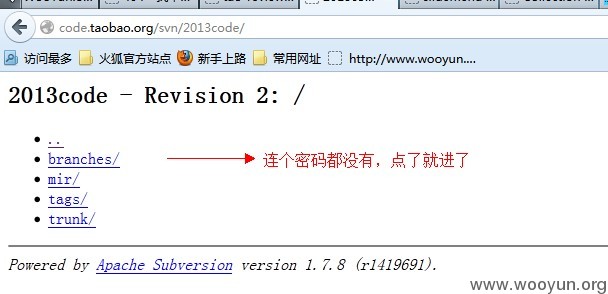 code.taobao.org/svn/2013code/
访问最多 火狐官方站点 新手上路 常用网址 http://www.wooyun....
2013code - Revision 2: /
..
branches/ 连个密码都没有，点了就进了
mir/
tags/
trunk/
Powered by Apache Subversion version 1.7.8 (r1419691).
www.wooyun.org